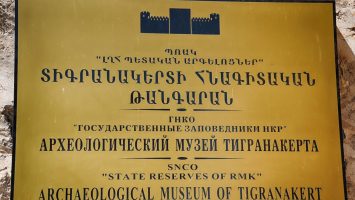 ՊՈԱԿ
"ԼՂՀ ՊԵՏԱԿԱՆ ԱՐԳԵԼՈՑՆԵՐ"
ՏԻԳՐԱՆԱԿԵՐՏԻ ՀՆԱԳԻՏԱԿԱՆ
ԹԱՆԳԱՐԱՆ
ГНКО
"ГОСУДАРСТВЕННЫЕ ЗАПОВЕДНИКИ НКР"
АРХЕОЛОГИЧЕСКИЙ МУЗЕЙ ТИГРАНАКЕРТА
SNCO
"STATE RESERVES OF RMK"
ARCHAEOLOGICAL MUSEUM OF TIGRANAKERT